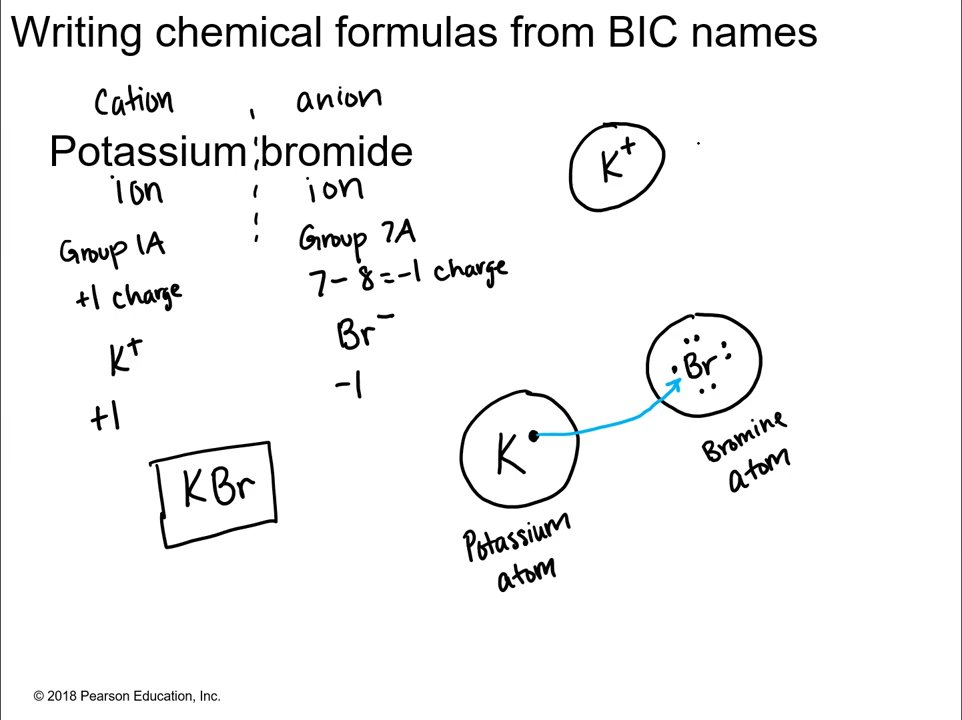 Writing chemical formulas from BIC names
Cation anion
Potassium bromide
ion ion
Group 1A Group 7A
+1 charge 7 - 8 = -1 charge
K+ Br-
+1 -1
KBr
K+
Br
Bromine
atom
K
Potassium
atom
© 2018 Pearson Education, Inc.